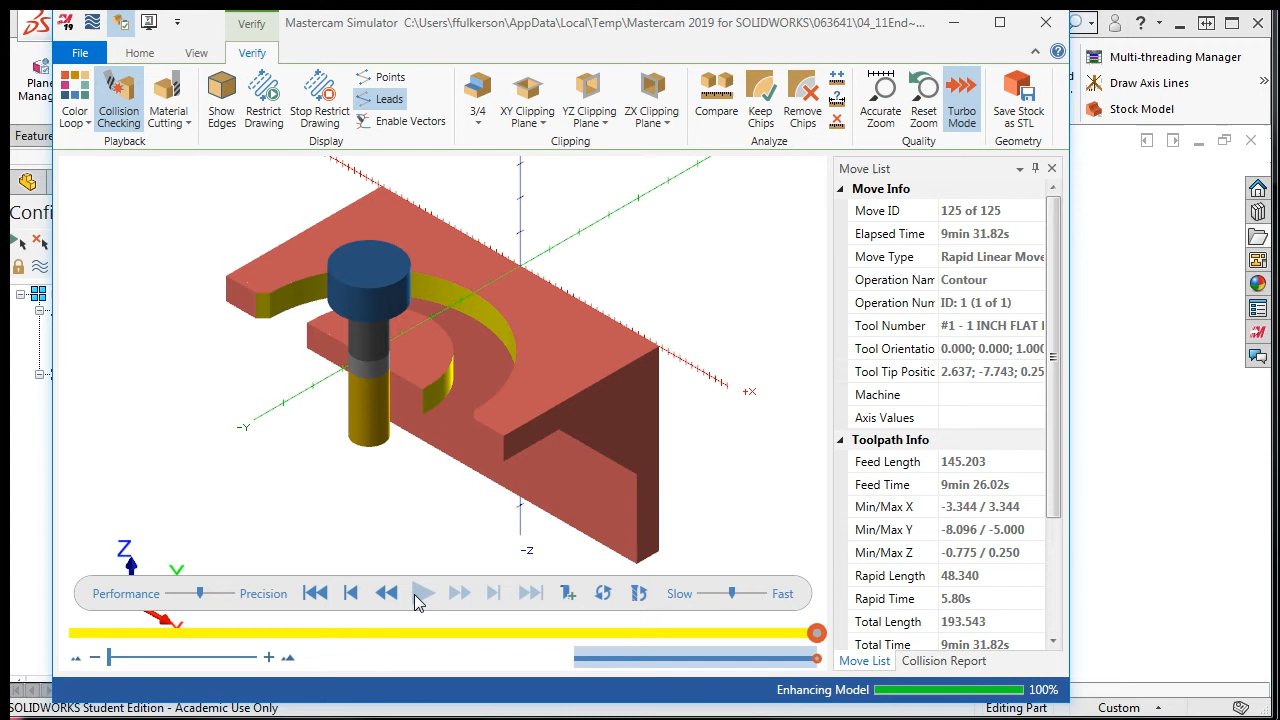 Verify
Mastercam Simulator C:\Users\ffulkerson\AppData\Local\Temp\Mastercam 2019 for SOLIDWORKS\063641\04_11End~...
File Home View Verify
Color Loop
Collision Checking
Material Cutting
Playback
Show Edges
Restrict Drawing
Stop Restrict Drawing
Points
Leads
Enable Vectors
Display
3/4
XY Clipping Plane
YZ Clipping Plane
ZX Clipping Plane
Clipping
Compare
Keep Chips
Remove Chips
Analyze
Accurate Zoom
Reset Zoom
Turbo Mode
Quality
Save Stock as STL
Geometry
Multi-threading Manager
Draw Axis Lines
Stock Model
Plane
Manag
Feature
Confi
19
Move List
Move Info
Move ID 125 of 125
Elapsed Time 9min 31.82s
Move Type Rapid Linear Move
Operation Nam Contour
Operation Num ID: 1 (1 of 1)
Tool Number #1 - 1 INCH FLAT
Tool Orientatio 0.000; 0.000; 1.000
Tool Tip Positic 2.637; -7.743; 0.25
Machine
Axis Values
Toolpath Info
Feed Length 145.203
Feed Time 9min 26.02s
Min/Max X -3.344 / 3.344
Min/Max Y -8.096 / -5.000
Min/Max Z -0.775 / 0.250
Rapid Length 48.340
Rapid Time 5.80s
Total Length 193.543
Total Time 9min 31.82s
Move List Collision Report
+X
-Y
-Z
Z
Y
X
Performance Precision
Slow Fast
Enhancing Model 100%
SOLIDWORKS Student Edition - Academic Use Only
Editing Part
Custom